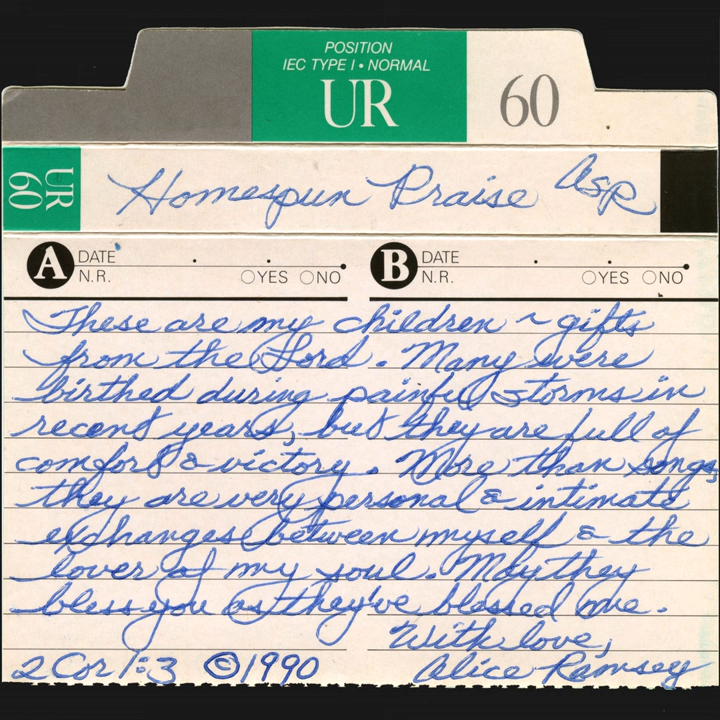 POSITION
IEC TYPE I • NORMAL
UR
60
UR
60
Homespun Praise
A
DATE
N.R.
YES NO
B
DATE
N.R.
YES NO
These are my children ~ gifts
from the Lord. Many were
birthed during painful storms in
recent years, but they are full of
comfort & victory. More than songs,
they are very personal & intimate
exchanges between myself & the
lover of my soul. May they
bless you as they've blessed me.
With love,
2 Cor 1:3 ©1990 Alice Ramsey